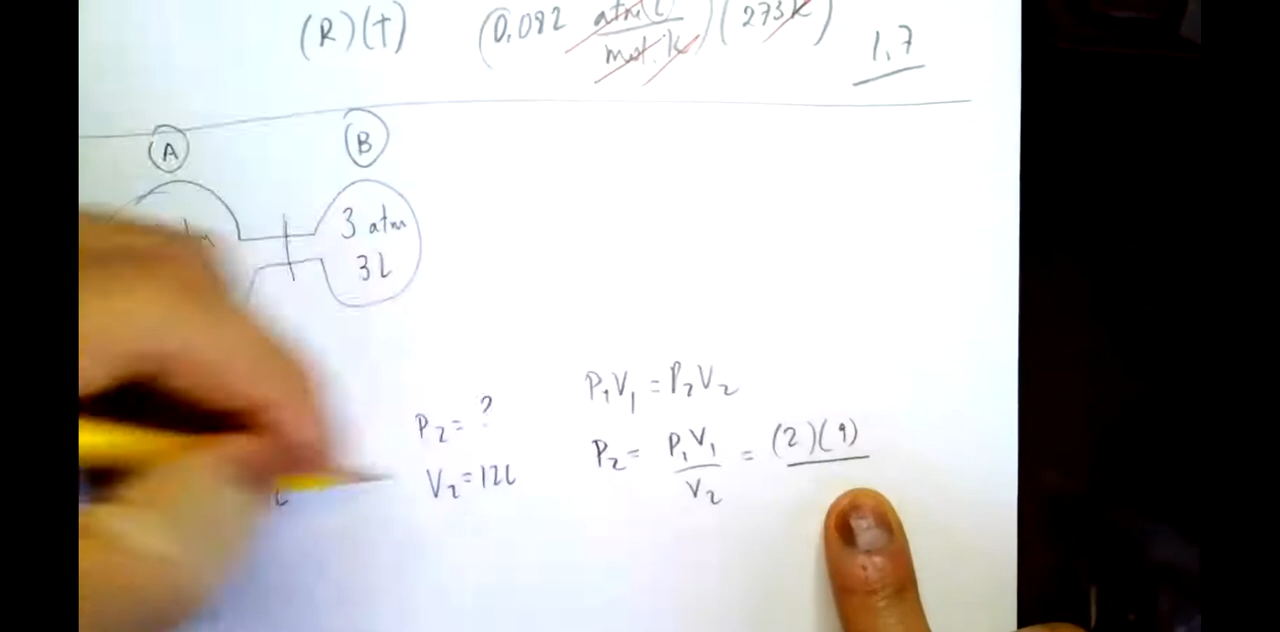 (R)(T) (0.082 atm L / mol.K)(273K) 1,7
A B
3 atm
3L
P₂ = ? P₁V₁ = P₂V₂
V₂ = 12L P₂ = P₁V₁ / V₂ = (2)(9)